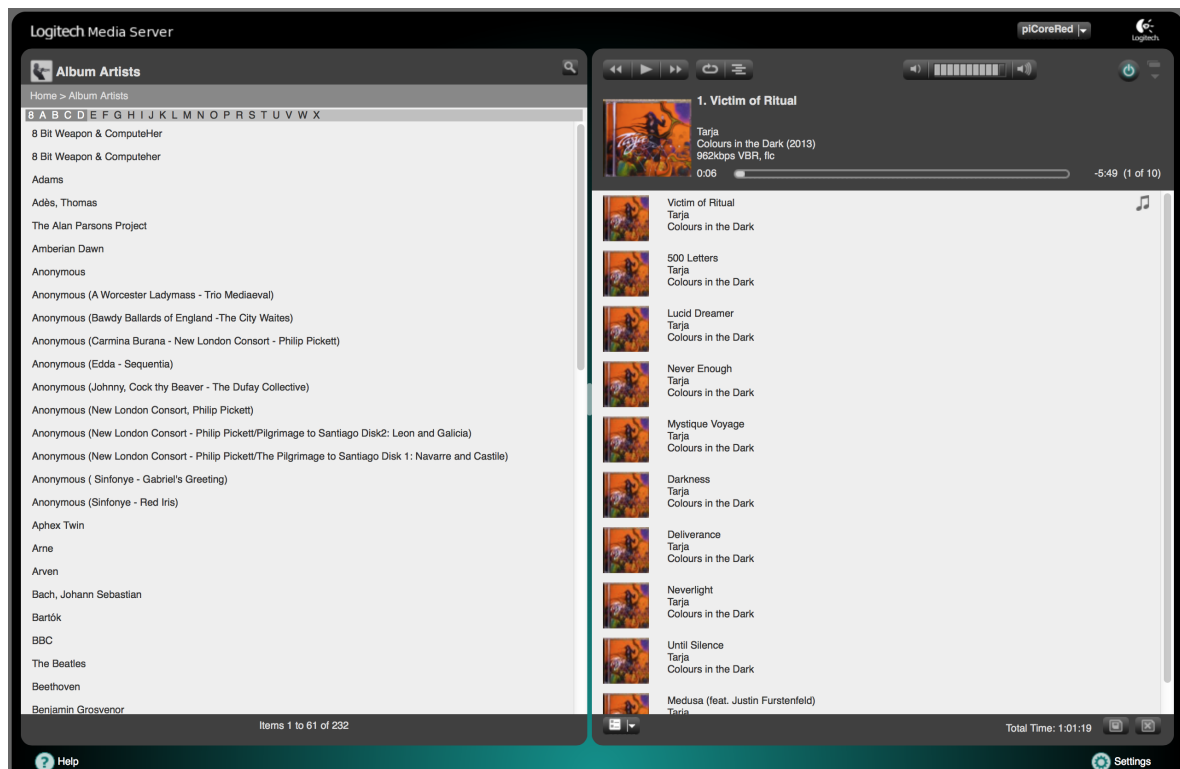 Logitech Media Server
piCoreRed
Logitech
Album Artists
Home > Album Artists
8 A B C D E F G H I J K L M N O P R S T U V W X
8 Bit Weapon & ComputeHer
8 Bit Weapon & Computeher
Adams
Adès, Thomas
The Alan Parsons Project
Amberian Dawn
Anonymous
Anonymous (A Worcester Ladymass - Trio Mediaeval)
Anonymous (Bawdy Ballards of England -The City Waites)
Anonymous (Carmina Burana - New London Consort - Philip Pickett)
Anonymous (Edda - Sequentia)
Anonymous (Johnny, Cock thy Beaver - The Dufay Collective)
Anonymous (New London Consort, Philip Pickett)
Anonymous (New London Consort - Philip Pickett/Pilgrimage to Santiago Disk2: Leon and Galicia)
Anonymous (New London Consort - Philip Pickett/The Pilgrimage to Santiago Disk 1: Navarre and Castile)
Anonymous ( Sinfonye - Gabriel's Greeting)
Anonymous (Sinfonye - Red Iris)
Aphex Twin
Arne
Arven
Bach, Johann Sebastian
Bartók
BBC
The Beatles
Beethoven
Benjamin Grosvenor
Items 1 to 61 of 232
1. Victim of Ritual
Tarja
Colours in the Dark (2013)
962kbps VBR, flc
0:06
-5:49 (1 of 10)
Victim of Ritual
Tarja
Colours in the Dark
500 Letters
Tarja
Colours in the Dark
Lucid Dreamer
Tarja
Colours in the Dark
Never Enough
Tarja
Colours in the Dark
Mystique Voyage
Tarja
Colours in the Dark
Darkness
Tarja
Colours in the Dark
Deliverance
Tarja
Colours in the Dark
Neverlight
Tarja
Colours in the Dark
Until Silence
Tarja
Colours in the Dark
Medusa (feat. Justin Furstenfeld)
Tarja
Total Time: 1:01:19
Help
Settings